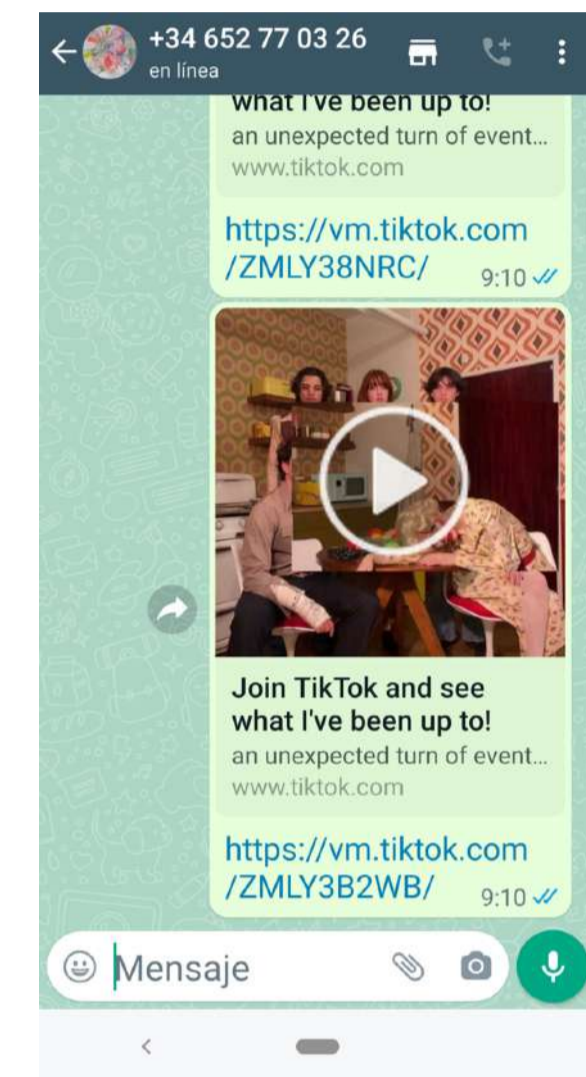 +34 652 77 03 26
en línea
what I've been up to!
an unexpected turn of event...
www.tiktok.com
https://vm.tiktok.com
/ZMLY38NRC/
9:10
Join TikTok and see
what I've been up to!
an unexpected turn of event...
www.tiktok.com
https://vm.tiktok.com
/ZMLY3B2WB/
9:10
Mensaje